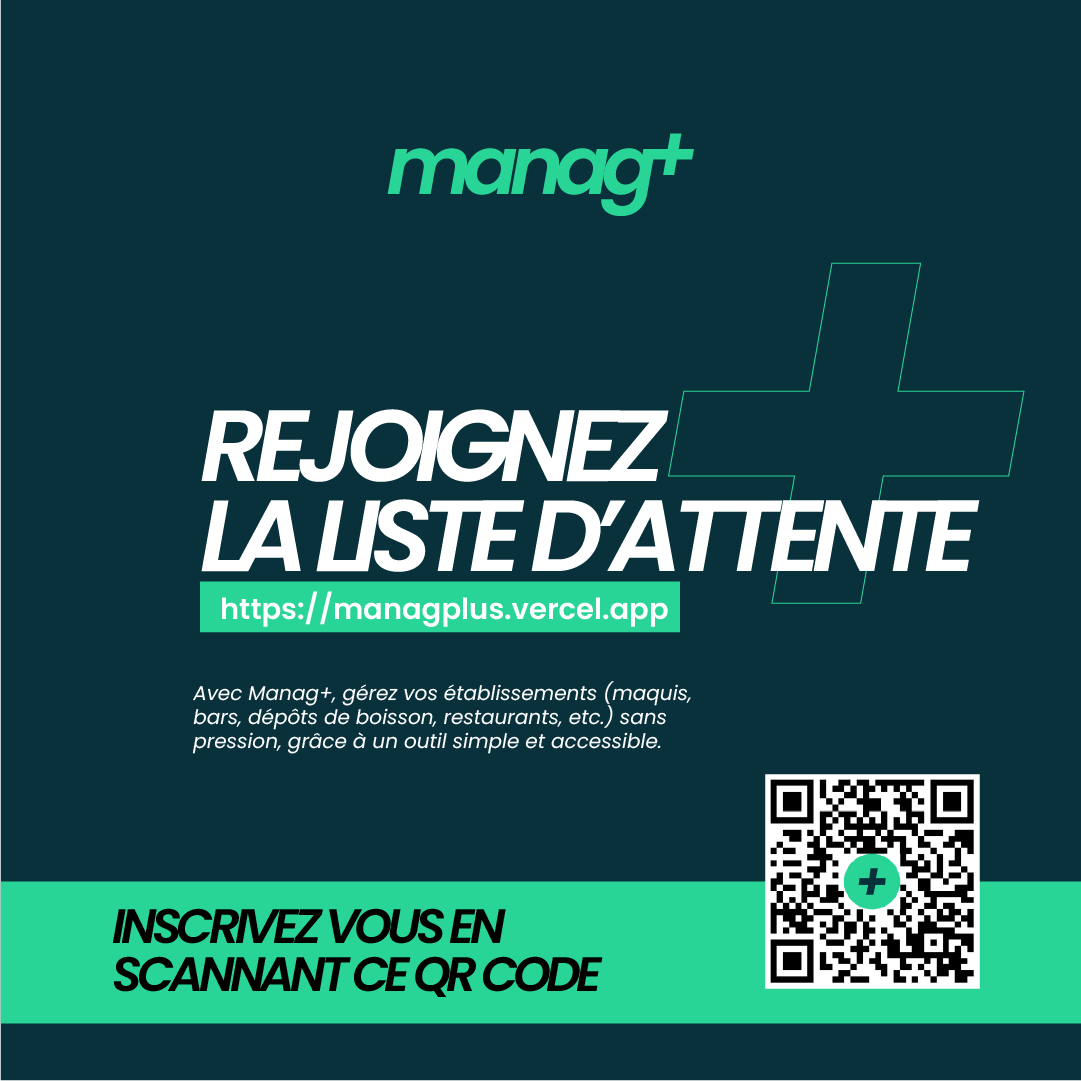 manag+
REJOIGNEZ
LA LISTE D’ATTENTE
https://managplus.vercel.app
Avec Manag+, gérez vos établissements (maquis,
bars, dépôts de boisson, restaurants, etc.) sans
pression, grâce à un outil simple et accessible.
INSCRIVEZ VOUS EN
SCANNANT CE QR CODE